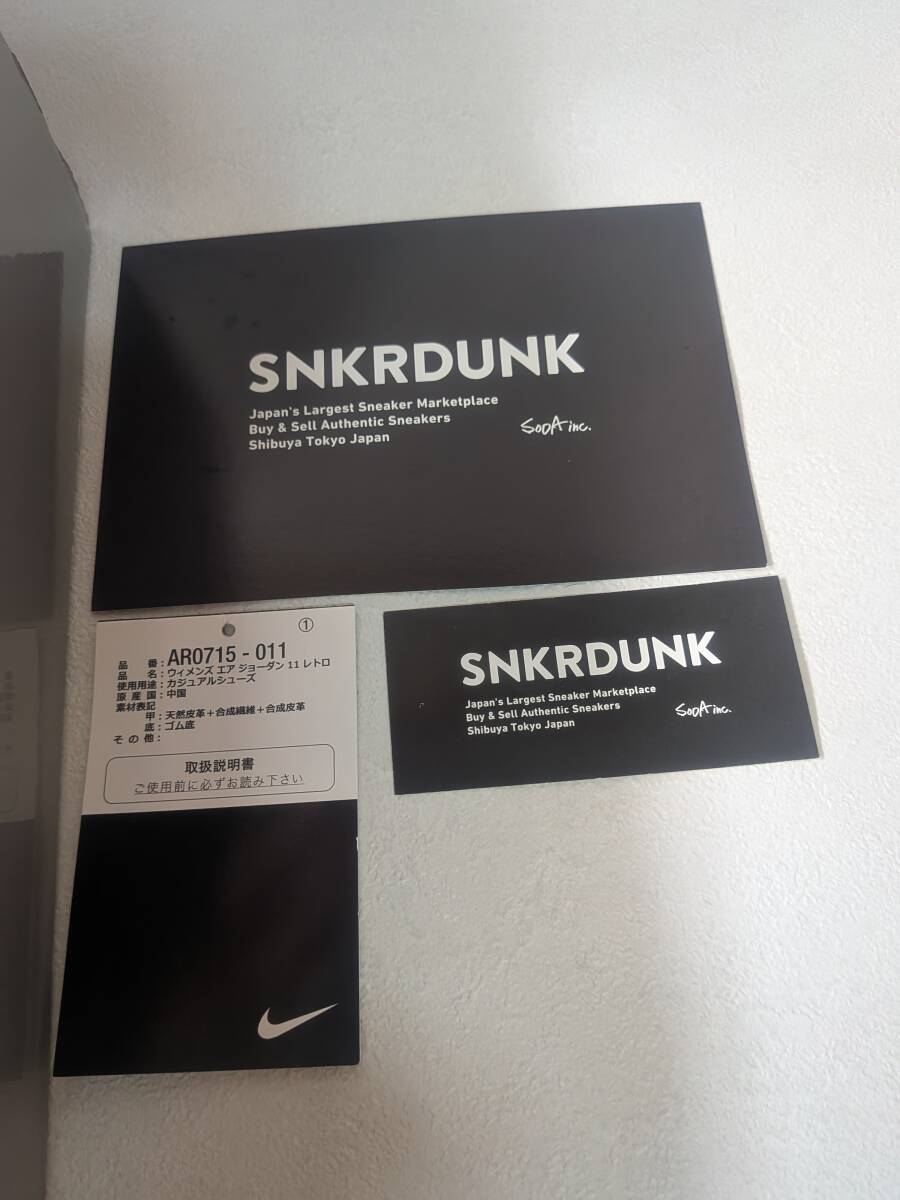 SNKRDUNK
Japan's Largest Sneaker Marketplace
Buy & Sell Authentic Sneakers
Shibuya Tokyo Japan
SODA inc.
①
品 番：AR0715 - 011
品 名：ウィメンズ エア ジョーダン 11 レトロ
使用用途：カジュアルシューズ
原 産 国：中国
素材表記
甲：天然皮革＋合成繊維＋合成皮革
底：ゴム底
そ の 他：
取扱説明書
ご使用前に必ずお読み下さい
SNKRDUNK
Japan's Largest Sneaker Marketplace
Buy & Sell Authentic Sneakers
Shibuya Tokyo Japan
SODA inc.